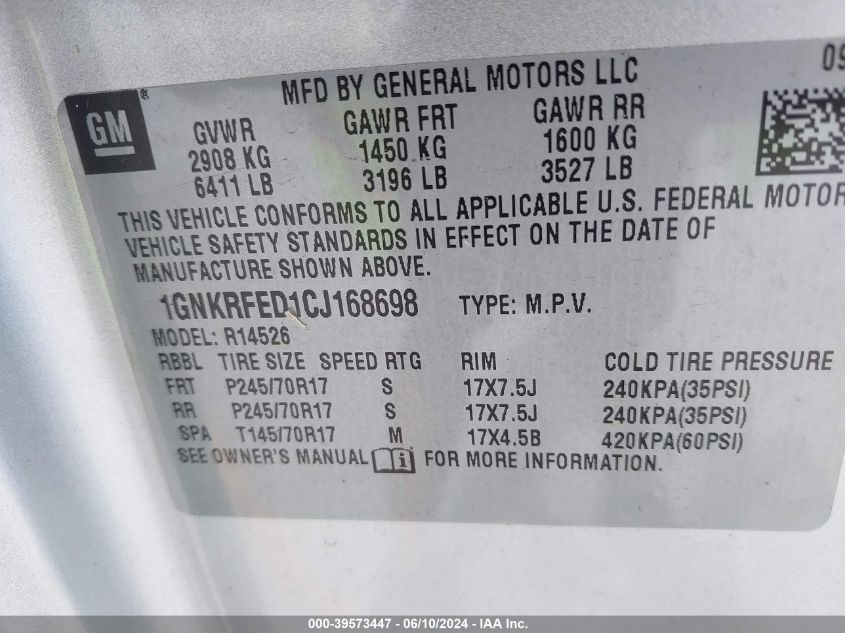 MFD BY GENERAL MOTORS LLC
09
GM®
GVWR GAWR FRT GAWR RR
2908 KG 1450 KG 1600 KG
6411 LB 3196 LB 3527 LB
THIS VEHICLE CONFORMS TO ALL APPLICABLE U.S. FEDERAL MOTOR
VEHICLE SAFETY STANDARDS IN EFFECT ON THE DATE OF
MANUFACTURE SHOWN ABOVE.
1GNKRFED1CJ168698 TYPE: M.P.V.
MODEL: R14526
RBBL TIRE SIZE SPEED RTG RIM COLD TIRE PRESSURE
FRT P245/70R17 S 17X7.5J 240KPA(35PSI)
RR P245/70R17 S 17X7.5J 240KPA(35PSI)
SPA T145/70R17 M 17X4.5B 420KPA(60PSI)
SEE OWNER'S MANUAL i FOR MORE INFORMATION.
000-39573447 - 06/10/2024 - IAA Inc.